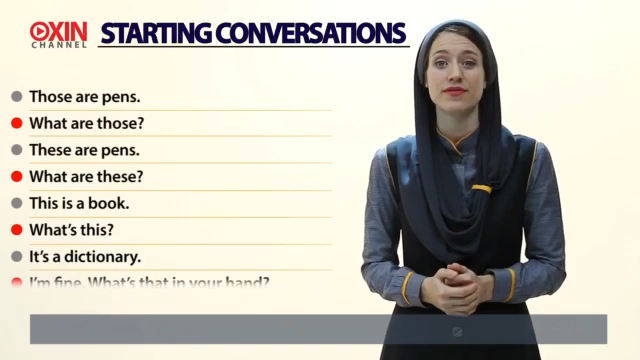 OXIN
CHANNEL
STARTING CONVERSATIONS
Those are pens.
What are those?
These are pens.
What are these?
This is a book.
What's this?
It's a dictionary.
I'm fine. What's that in your hand?